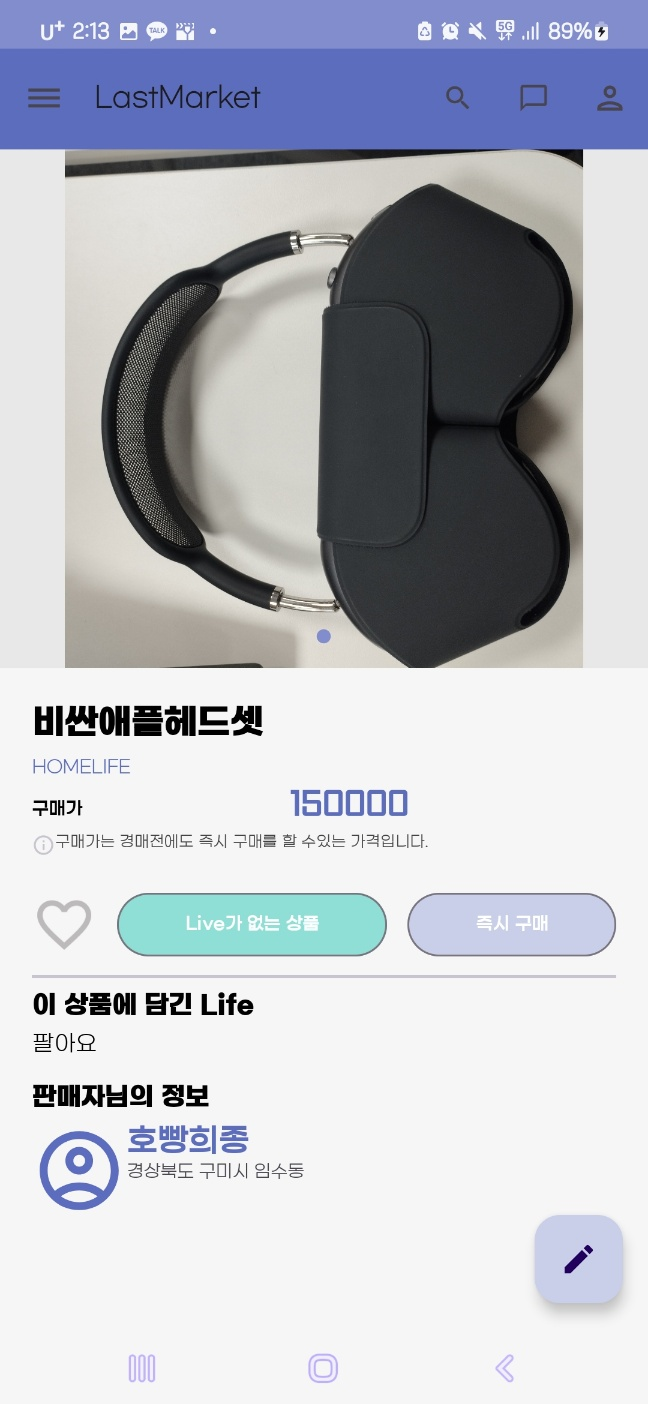 U+ 2:13 TALK 5G 89%
LastMarket
비싼애플헤드셋
HOMELIFE
구매가 150000
구매가는 경매전에도 즉시 구매를 할 수있는 가격입니다.
Live가 없는 상품 즉시 구매
이 상품에 담긴 Life
팔아요
판매자님의 정보
호빵희종
경상북도 구미시 임수동